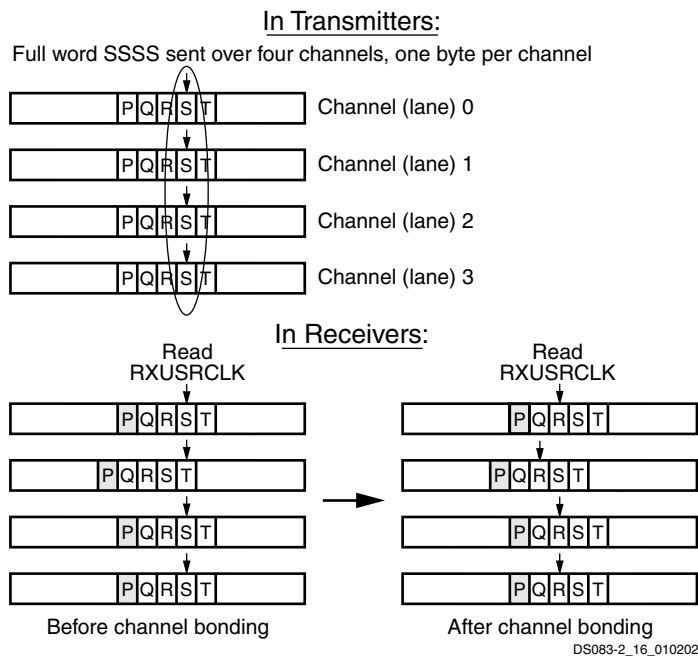 In Transmitters:
Full word SSSS sent over four channels, one byte per channel
P Q R S T Channel (lane) 0
P Q R S T Channel (lane) 1
P Q R S T Channel (lane) 2
P Q R S T Channel (lane) 3
In Receivers:
Read
RXUSRCLK
P Q R S T
P Q R S T
P Q R S T
P Q R S T
Before channel bonding
Read
RXUSRCLK
P Q R S T
P Q R S T
P Q R S T
P Q R S T
After channel bonding
DS083-2_16_010202